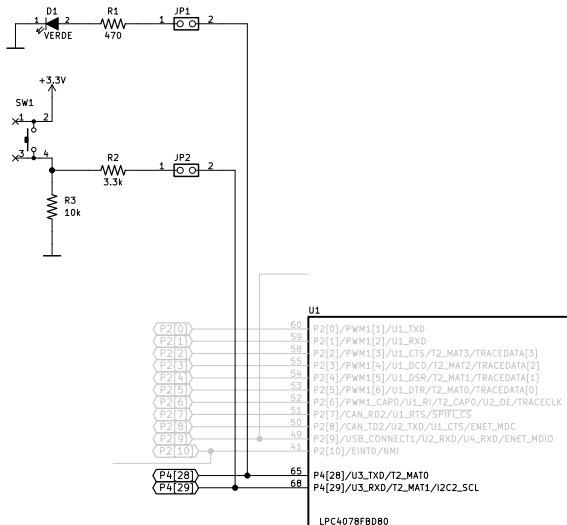 D1 R1 JP1
1 2 1 2
VERDE 470
+3.3V
SW1
1 2
3 4
R2 JP2
1 2
3.3k
R3
10k
U1
P2[0] 60 P2[0]/PWM1[1]/U1_TXD
P2[1] 59 P2[1]/PWM1[2]/U1_RXD
P2[2] 58 P2[2]/PWM1[3]/U1_CTS/T2_MAT3/TRACEDATA[3]
P2[3] 55 P2[3]/PWM1[4]/U1_DCD/T2_MAT2/TRACEDATA[2]
P2[4] 54 P2[4]/PWM1[5]/U1_DSR/T2_MAT1/TRACEDATA[1]
P2[5] 53 P2[5]/PWM1[6]/U1_DTR/T2_MAT0/TRACEDATA[0]
P2[6] 52 P2[6]/PWM1_CAP0/U1_RI/T2_CAP0/U2_OE/TRACECLK
P2[7] 51 P2[7]/CAN_RD2/U1_RTS/SPIFI_CS
P2[8] 50 P2[8]/CAN_TD2/U2_TXD/U1_CTS/ENET_MDC
P2[9] 49 P2[9]/USB_CONNECT1/U2_RXD/U4_RXD/ENET_MDIO
P2[10] 41 P2[10]/EINT0/NMI
P4[28] 65 P4[28]/U3_TXD/T2_MAT0
P4[29] 68 P4[29]/U3_RXD/T2_MAT1/I2C2_SCL
LPC4078FBD80